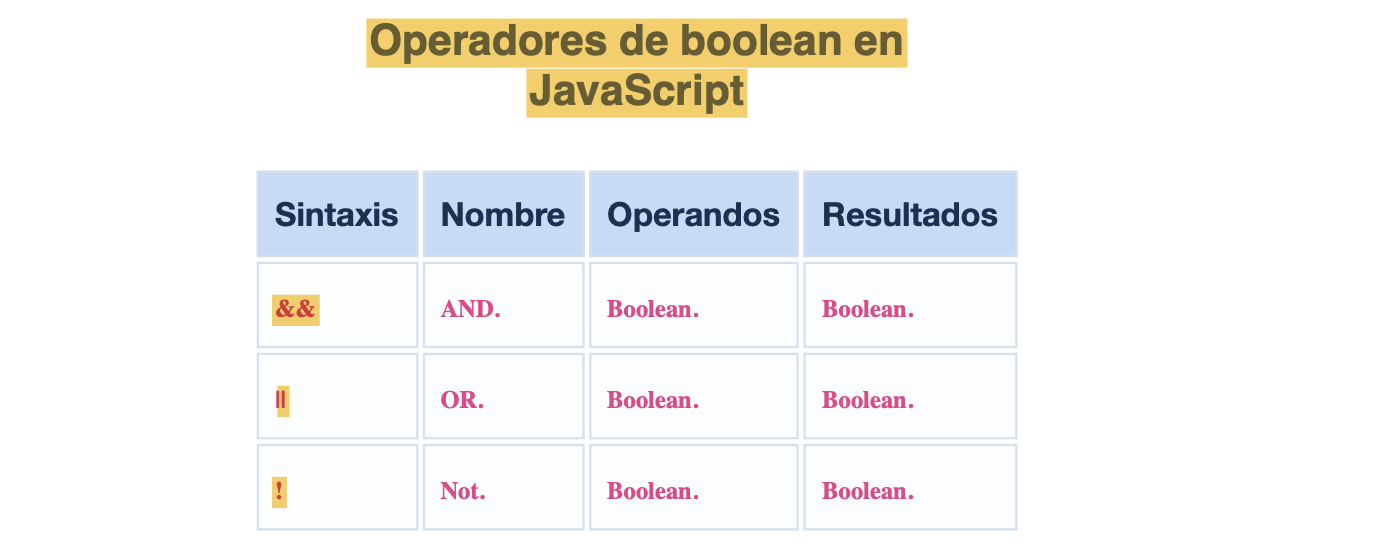 Operadores de boolean en
JavaScript
Sintaxis Nombre Operandos Resultados
&& AND. Boolean. Boolean.
|| OR. Boolean. Boolean.
! Not. Boolean. Boolean.